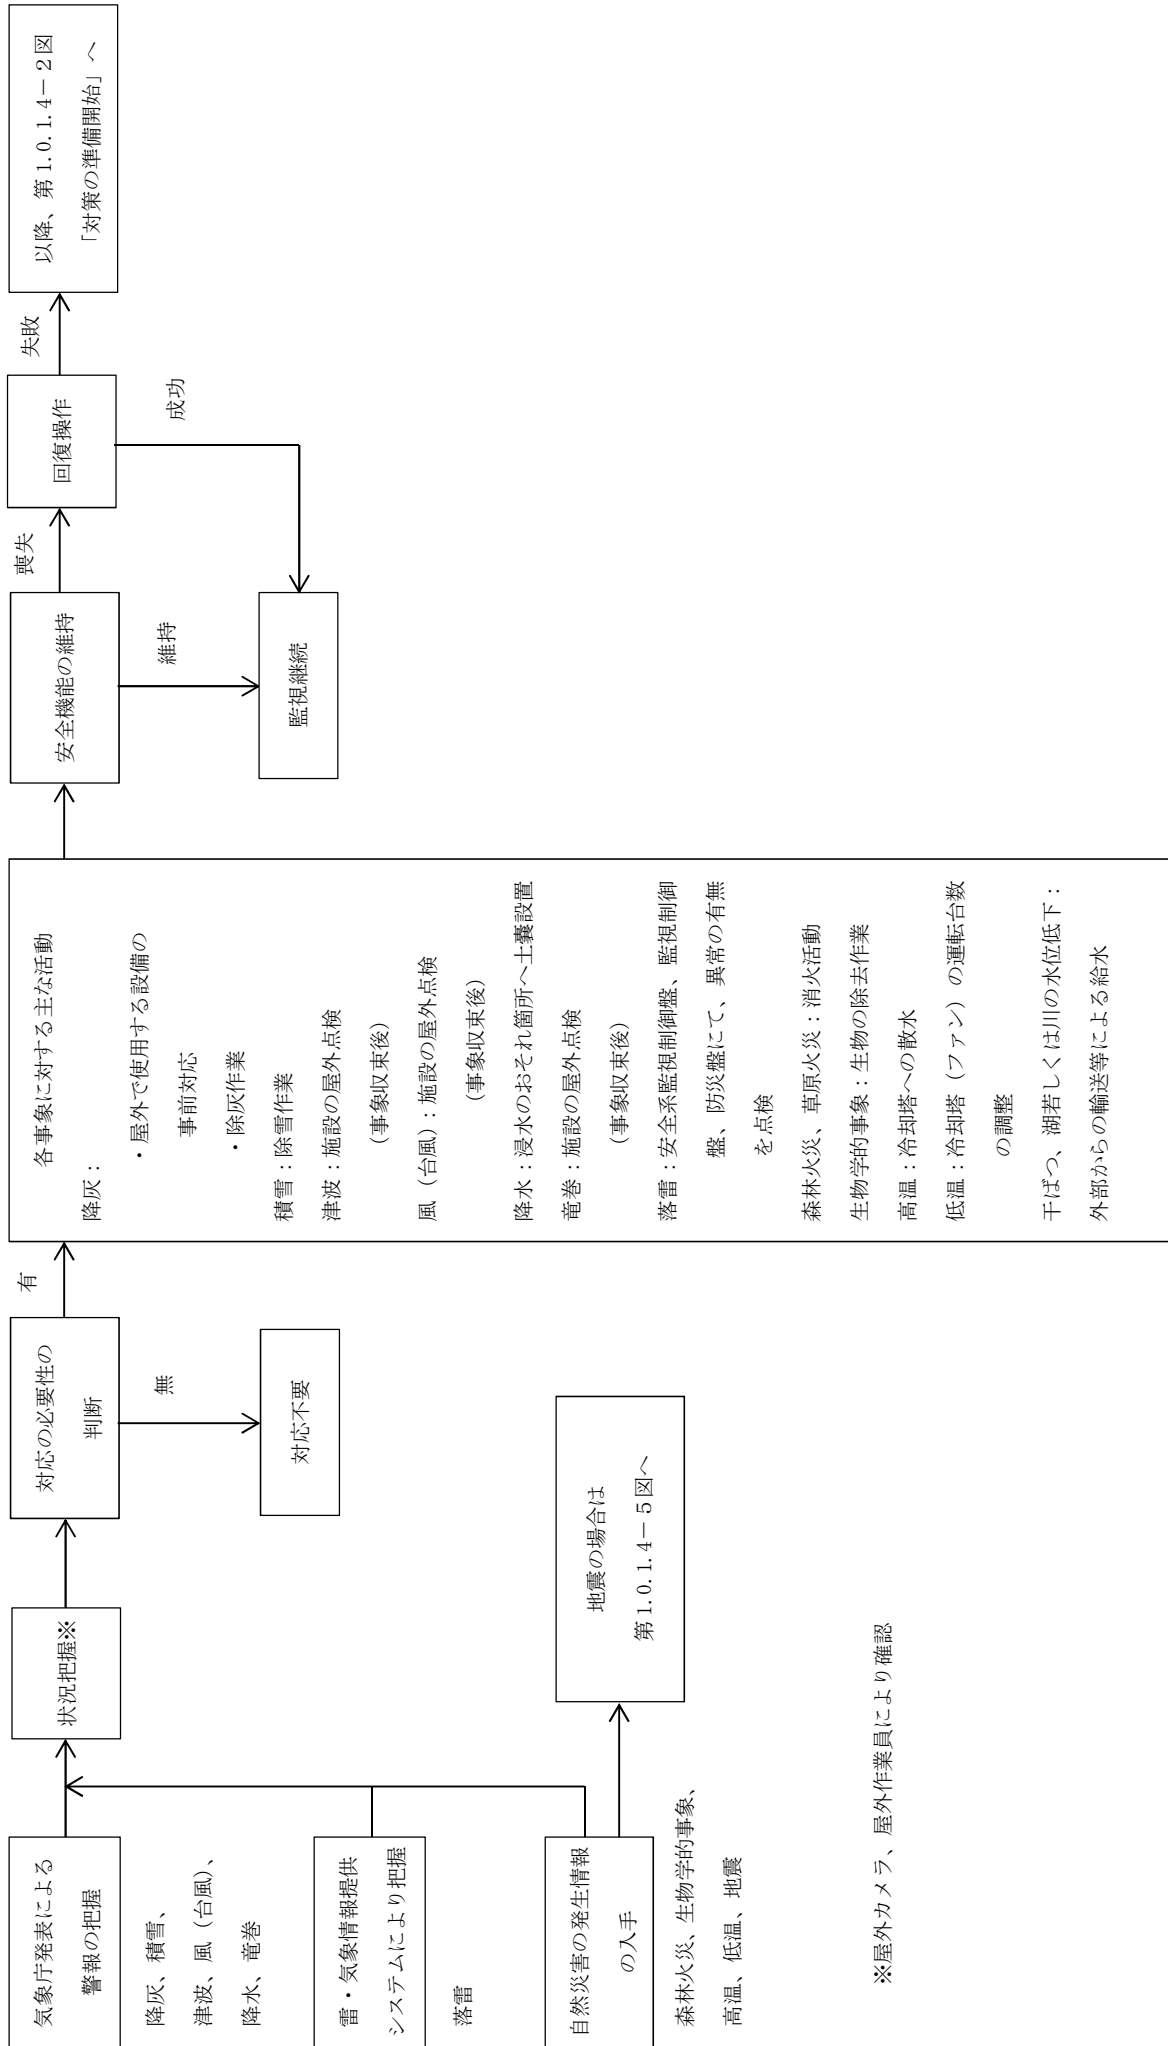 気象庁発表による
警報の把握
降灰、積雪、
津波、風（台風）、
降水、竜巻
雷・気象情報提供
システムにより把握
落雷
自然災害の発生情報
の入手
森林火災、生物学的事象、
高温、低温、地震
状況把握※
地震の場合は
第１.０.１.４－５図へ
対応の必要性の
判断
有
無
対応不要
各事象に対する主な活動
降灰：
・屋外で使用する設備の
事前対応
・除灰作業
積雪：除雪作業
津波：施設の屋外点検
（事象収束後）
風（台風）：施設の屋外点検
（事象収束後）
降水：浸水のおそれ箇所へ土嚢設置
竜巻：施設の屋外点検
（事象収束後）
落雷：安全系監視制御盤、監視制御
盤、防災盤にて、異常の有無
を点検
森林火災、草原火災：消火活動
生物学的事象：生物の除去作業
高温：冷却塔への散水
低温：冷却塔（ファン）の運転台数
の調整
干ばつ、湖若しくは川の水位低下：
外部からの輸送等による給水
安全機能の維持
喪失
維持
監視継続
回復操作
失敗
成功
以降、第１.０.１.４－２図
「対策の準備開始」へ
※屋外カメラ、屋外作業員により確認